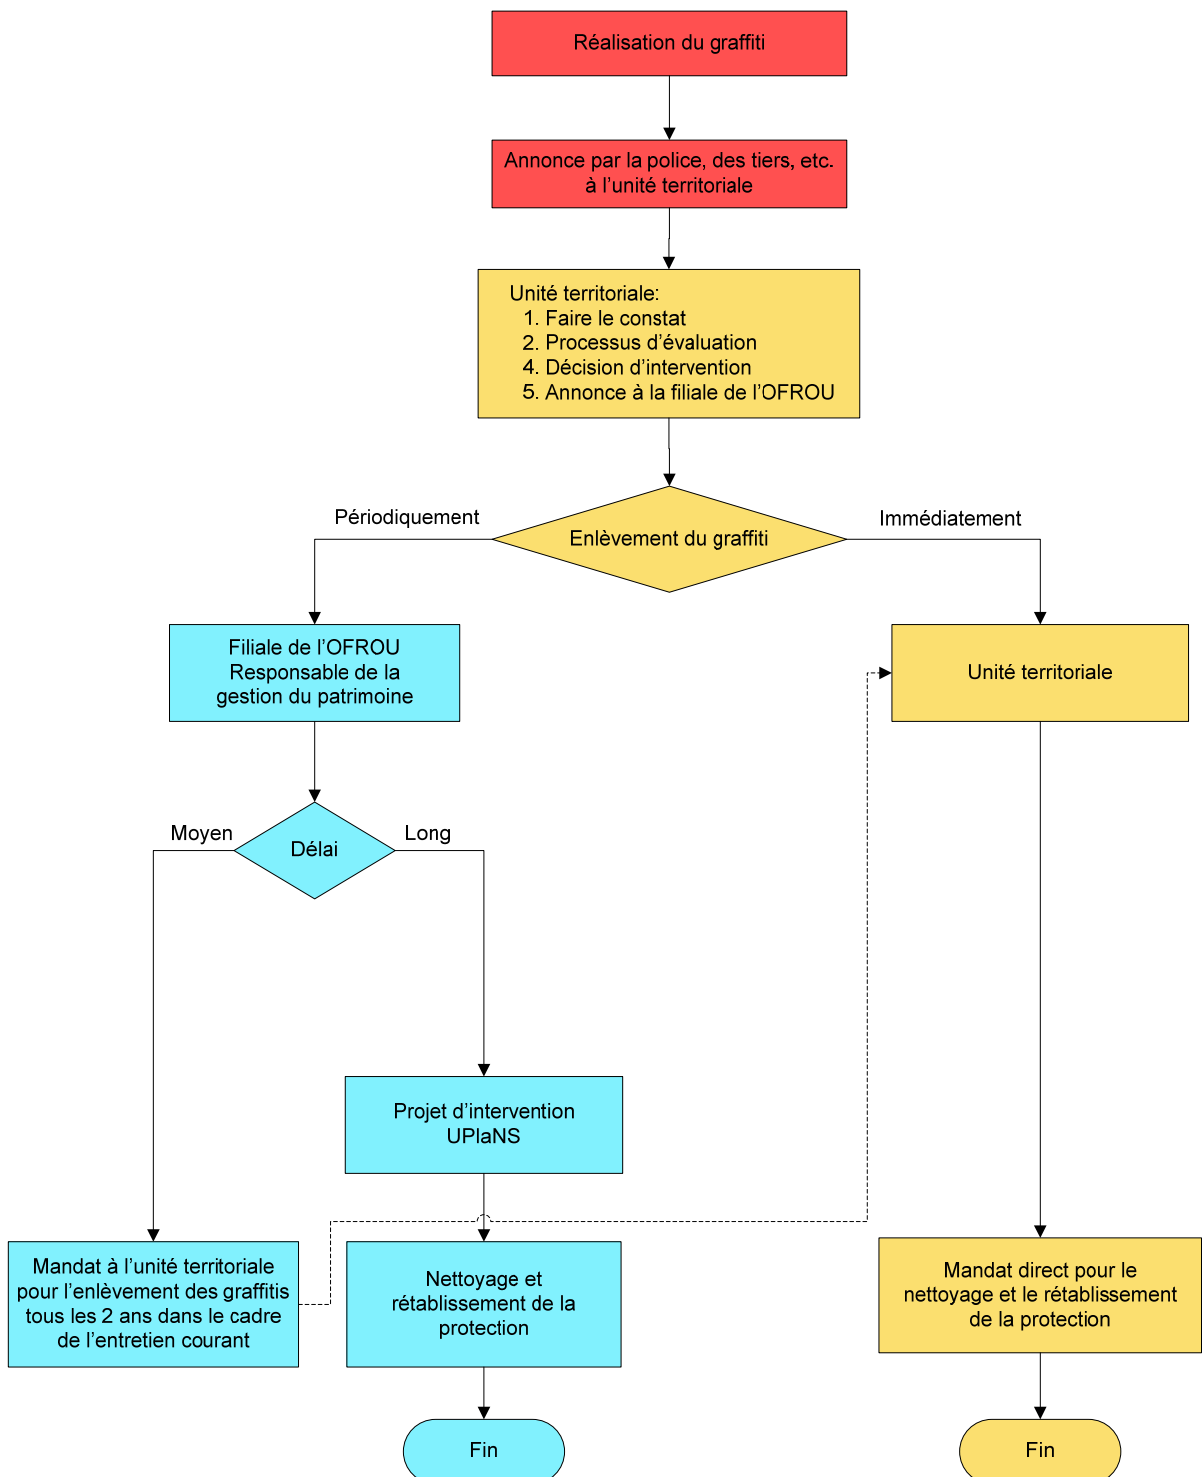 Réalisation du graffiti
Annonce par la police, des tiers, etc.
à l'unité territoriale
Unité territoriale:
1. Faire le constat
2. Processus d'évaluation
4. Décision d'intervention
5. Annonce à la filiale de l'OFROU
Périodiquement
Immédiatement
Enlèvement du graffiti
Filiale de l'OFROU
Responsable de la
gestion du patrimoine
Unité territoriale
Moyen
Long
Délai
Projet d'intervention
UPlaNS
Mandat à l'unité territoriale
pour l'enlèvement des graffitis
tous les 2 ans dans le cadre
de l'entretien courant
Nettoyage et
rétablissement de la
protection
Mandat direct pour le
nettoyage et le rétablissement
de la protection
Fin
Fin